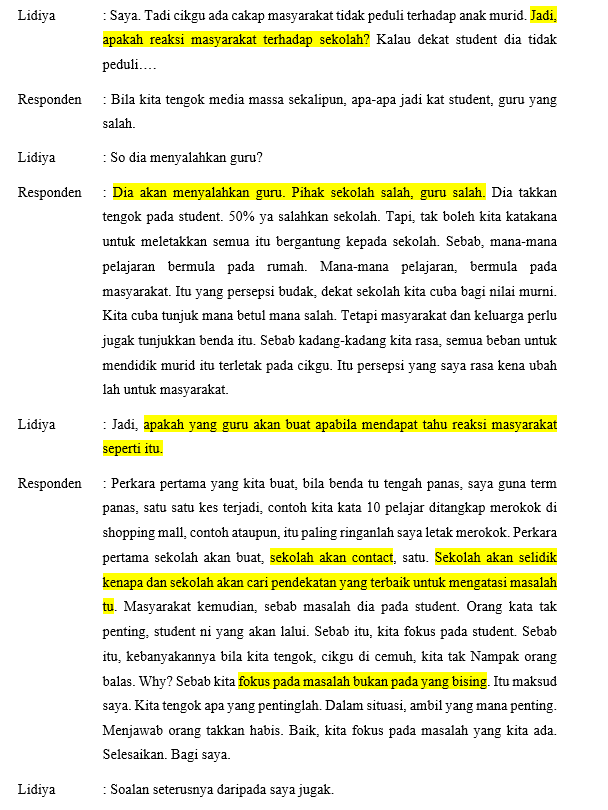 Lidiya : Saya. Tadi cikgu ada cakap masyarakat tidak peduli terhadap anak murid. Jadi,
apakah reaksi masyarakat terhadap sekolah? Kalau dekat student dia tidak
peduli….
Responden : Bila kita tengok media massa sekalipun, apa-apa jadi kat student, guru yang
salah.
Lidiya : So dia menyalahkan guru?
Responden : Dia akan menyalahkan guru. Pihak sekolah salah, guru salah. Dia takkan
tengok pada student. 50% ya salahkan sekolah. Tapi, tak boleh kita katakana
untuk meletakkan semua itu bergantung kepada sekolah. Sebab, mana-mana
pelajaran bermula pada rumah. Mana-mana pelajaran, bermula pada
masyarakat. Itu yang persepsi budak, dekat sekolah kita cuba bagi nilai murni.
Kita cuba tunjuk mana betul mana salah. Tetapi masyarakat dan keluarga perlu
jugak tunjukkan benda itu. Sebab kadang-kadang kita rasa, semua beban untuk
mendidik murid itu terletak pada cikgu. Itu persepsi yang saya rasa kena ubah
lah untuk masyarakat.
Lidiya : Jadi, apakah yang guru akan buat apabila mendapat tahu reaksi masyarakat
seperti itu.
Responden : Perkara pertama yang kita buat, bila benda tu tengah panas, saya guna term
panas, satu satu kes terjadi, contoh kita kata 10 pelajar ditangkap merokok di
shopping mall, contoh ataupun, itu paling ringanlah saya letak merokok. Perkara
pertama sekolah akan buat, sekolah akan contact, satu. Sekolah akan selidik
kenapa dan sekolah akan cari pendekatan yang terbaik untuk mengatasi masalah
tu. Masyarakat kemudian, sebab masalah dia pada student. Orang kata tak
penting, student ni yang akan lalui. Sebab itu, kita fokus pada student. Sebab
itu, kebanyakannya bila kita tengok, cikgu di cemuh, kita tak Nampak orang
balas. Why? Sebab kita fokus pada masalah bukan pada yang bising. Itu maksud
saya. Kita tengok apa yang pentinglah. Dalam situasi, ambil yang mana penting.
Menjawab orang takkan habis. Baik, kita fokus pada masalah yang kita ada.
Selesaikan. Bagi saya.
Lidiya : Soalan seterusnya daripada saya jugak.